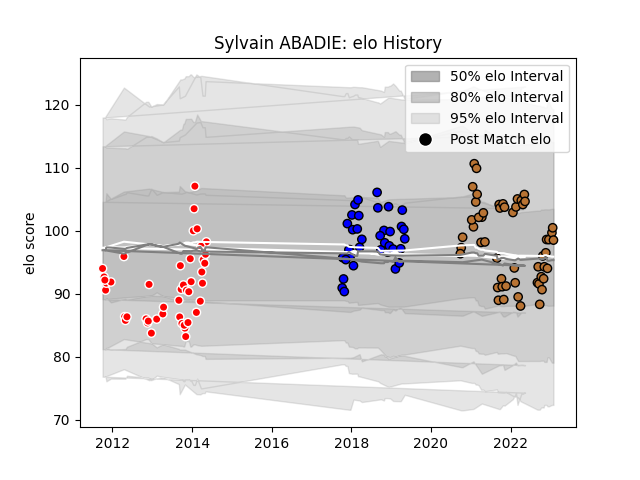 Sylvain ABADIE: elo History
50% elo Interval
80% elo Interval
95% elo Interval
Post Match elo
elo score
120
110
100
90
80
70
2012
2014
2016
2018
2020
2022